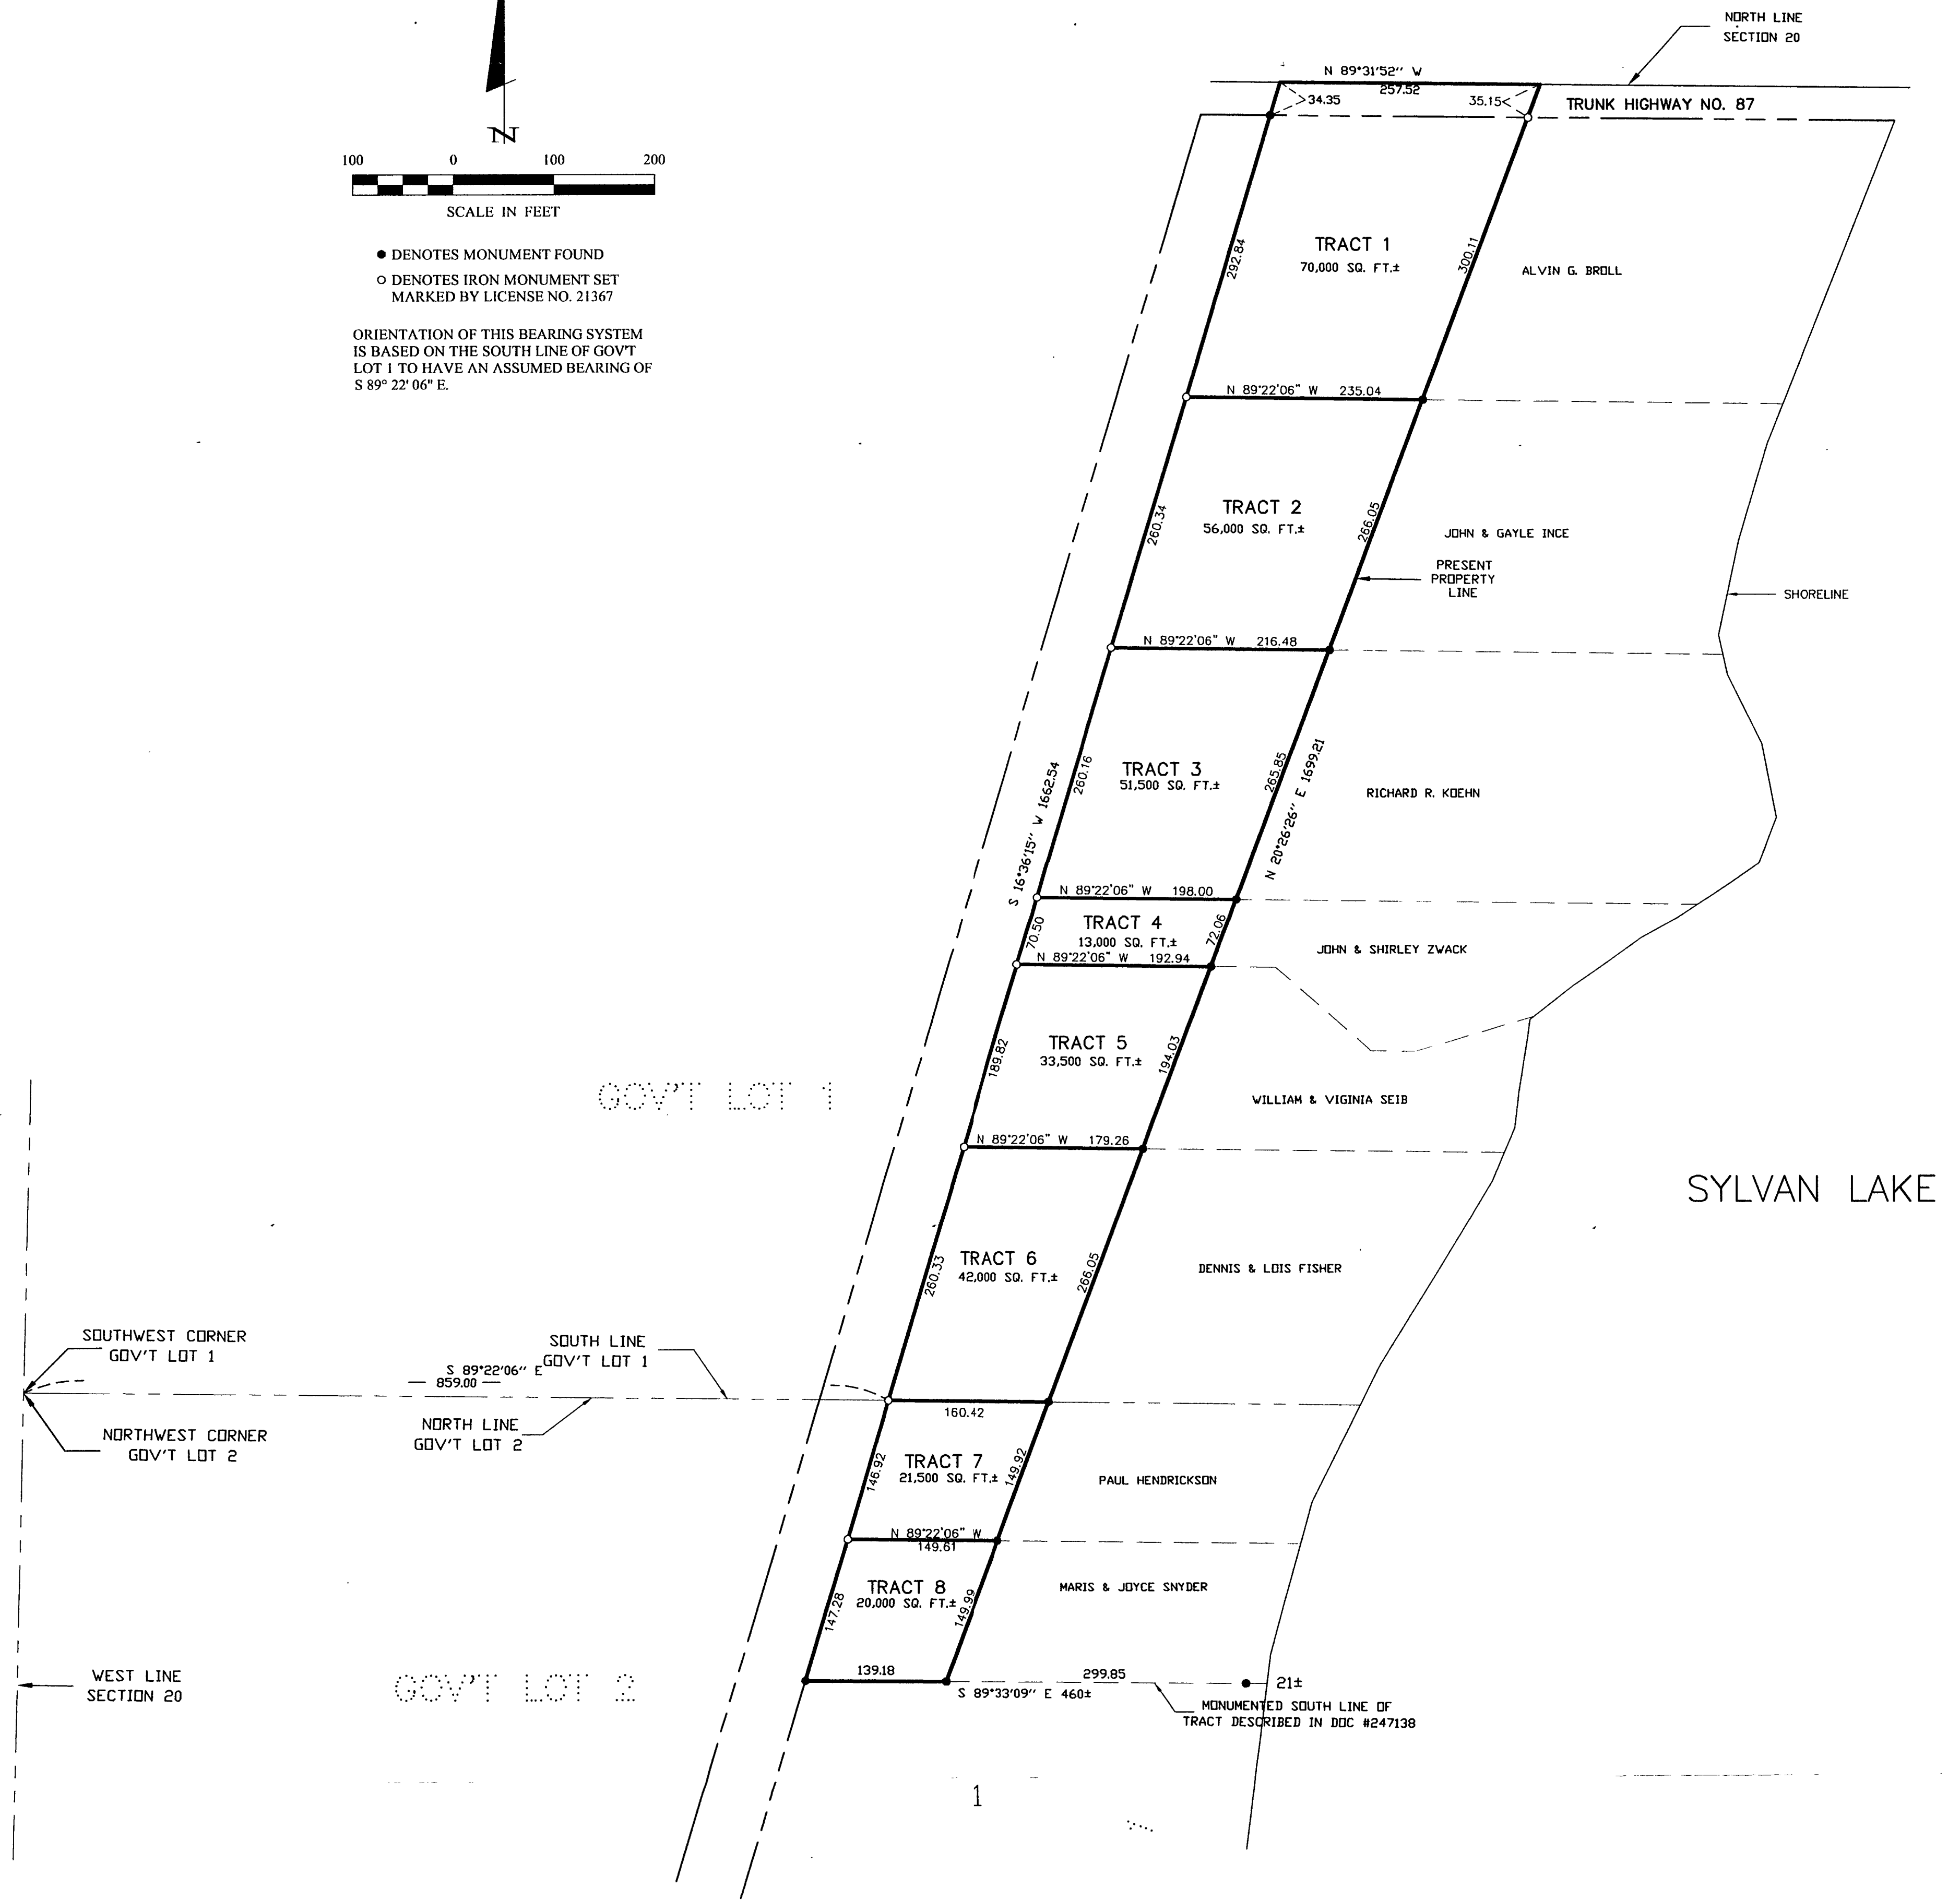 NORTH LINE
SECTION 20
N 89°31'52" W
257.52
34.35
35.15
TRUNK HIGHWAY NO. 87
N
100 0 100 200
SCALE IN FEET
● DENOTES MONUMENT FOUND
○ DENOTES IRON MONUMENT SET
MARKED BY LICENSE NO. 21367
ORIENTATION OF THIS BEARING SYSTEM
IS BASED ON THE SOUTH LINE OF GOV'T
LOT 1 TO HAVE AN ASSUMED BEARING OF
S 89° 22' 06" E.
TRACT 1
70,000 SQ. FT.±
292.84
300.11
ALVIN G. BROLL
N 89°22'06" W 235.04
TRACT 2
56,000 SQ. FT.±
260.34
266.05
JOHN & GAYLE INCE
PRESENT
PROPERTY
LINE
SHORELINE
N 89°22'06" W 216.48
TRACT 3
51,500 SQ. FT.±
260.16
265.85
S 16°36'15" W 1662.54
N 20°26'26" E 1699.21
RICHARD R. KOEHN
N 89°22'06" W 198.00
TRACT 4
13,000 SQ. FT.±
70.50
72.06
JOHN & SHIRLEY ZWACK
N 89°22'06" W 192.94
TRACT 5
33,500 SQ. FT.±
189.82
194.03
GOV'T LOT 1
WILLIAM & VIGINIA SEIB
N 89°22'06" W 179.26
SYLVAN LAKE
TRACT 6
42,000 SQ. FT.±
260.33
266.05
DENNIS & LOIS FISHER
SOUTHWEST CORNER
GOV'T LOT 1
SOUTH LINE
GOV'T LOT 1
S 89°22'06" E
859.00
160.42
NORTHWEST CORNER
GOV'T LOT 2
NORTH LINE
GOV'T LOT 2
TRACT 7
21,500 SQ. FT.±
146.92
149.92
PAUL HENDRICKSON
N 89°22'06" W
149.61
TRACT 8
20,000 SQ. FT.±
147.28
149.99
MARIS & JOYCE SNYDER
WEST LINE
SECTION 20
GOV'T LOT 2
139.18
299.85
21±
S 89°33'09" E 460±
MONUMENTED SOUTH LINE OF
TRACT DESCRIBED IN DOC #247138
1